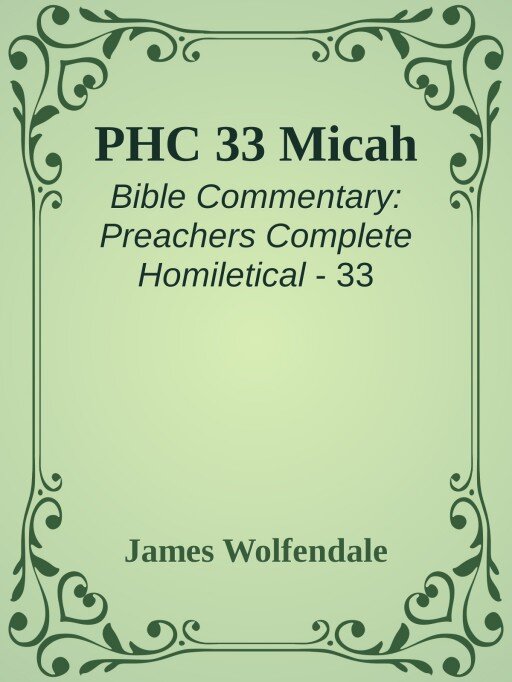 PHC 33 Micah
Bible Commentary:
Preachers Complete
Homiletical - 33
James Wolfendale